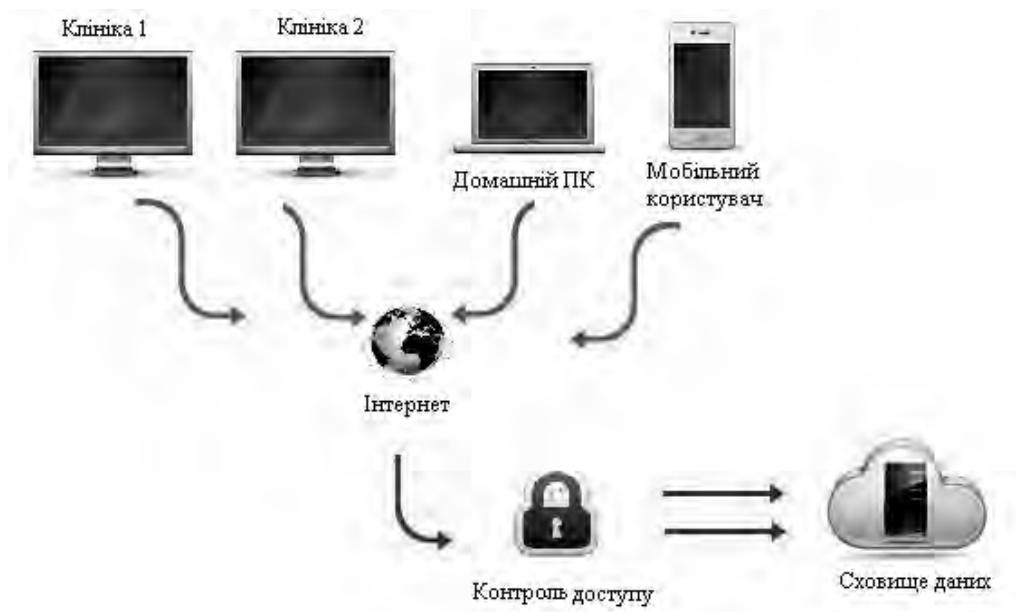 Клініка 1
Клініка 2
Домашній ПК
Мобільний
користувач
Інтернет
Контроль доступу
Сховище даних